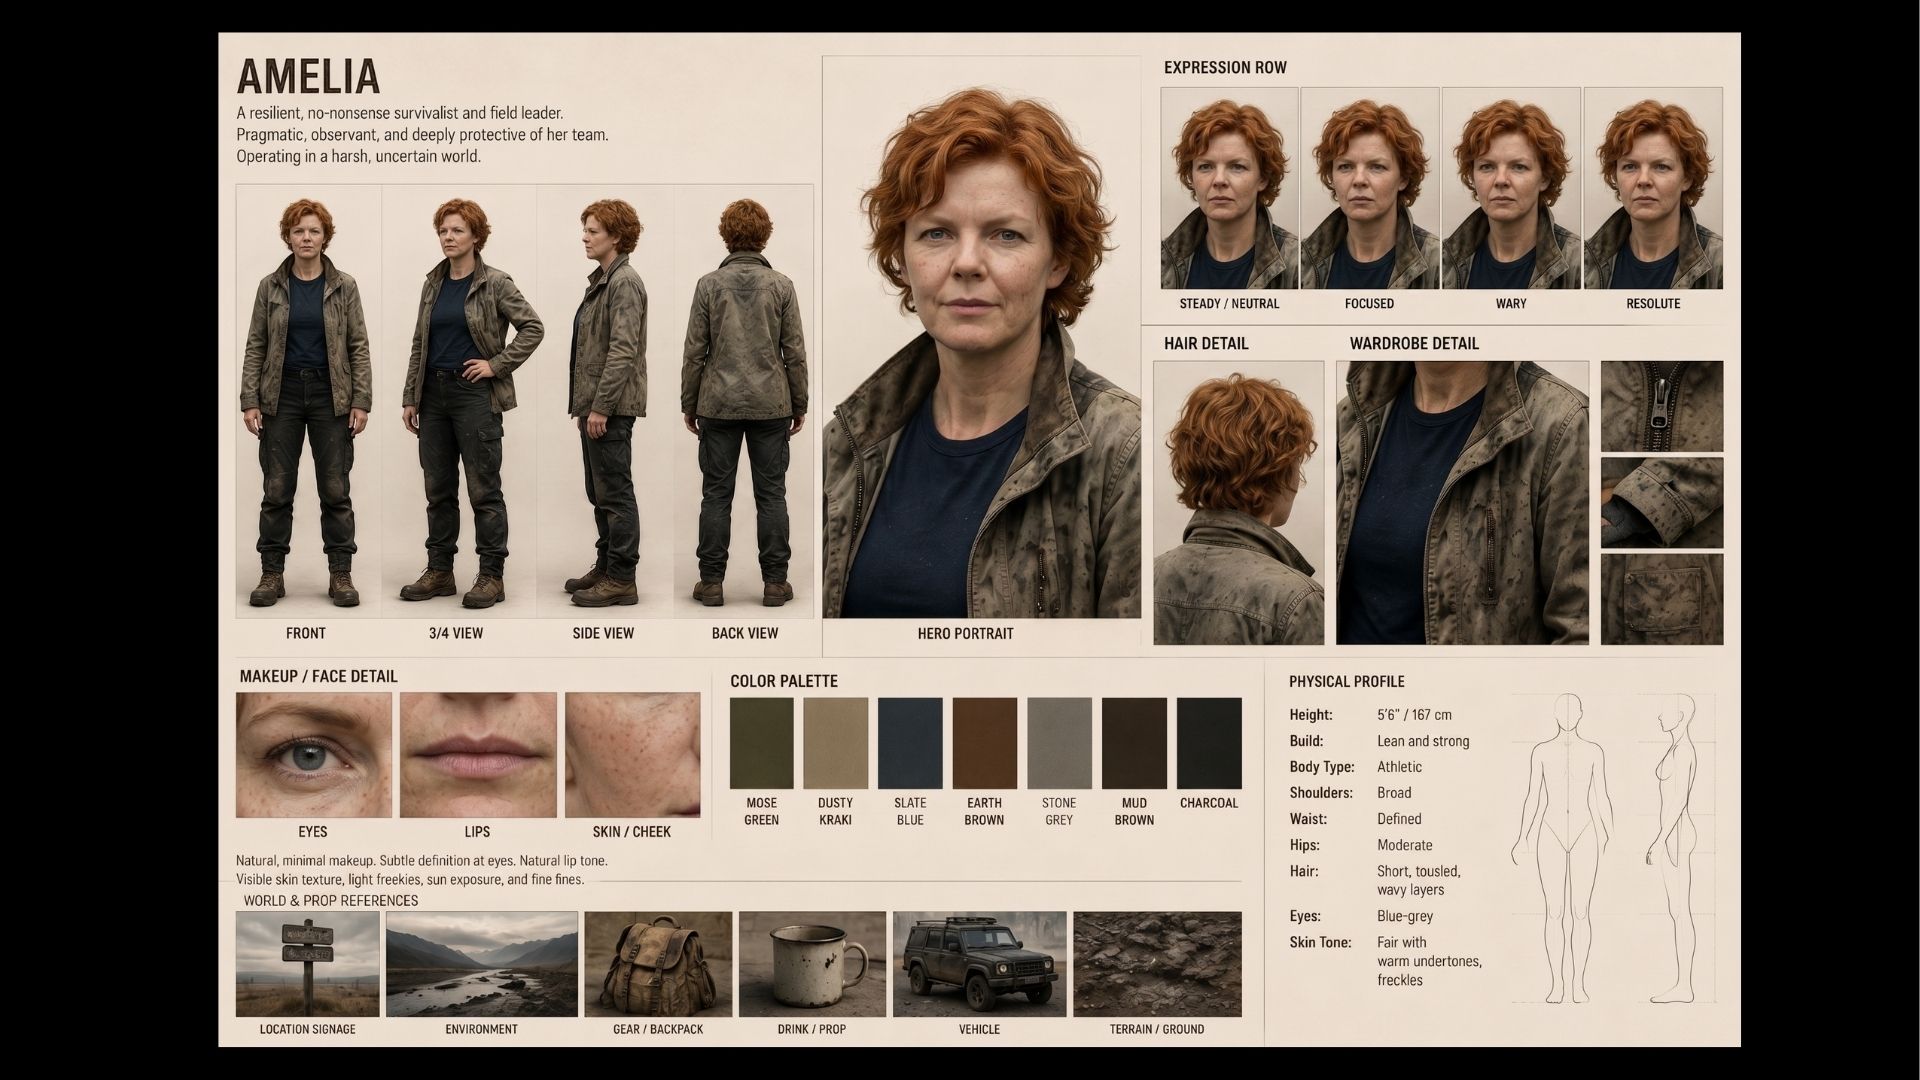 AMELIA
A resilient, no-nonsense survivalist and field leader.
Pragmatic, observant, and deeply protective of her team.
Operating in a harsh, uncertain world.
FRONT
3/4 VIEW
SIDE VIEW
BACK VIEW
HERO PORTRAIT
EXPRESSION ROW
STEADY / NEUTRAL
FOCUSED
WARY
RESOLUTE
HAIR DETAIL
WARDROBE DETAIL
MAKEUP / FACE DETAIL
EYES
LIPS
SKIN / CHEEK
Natural, minimal makeup. Subtle definition at eyes. Natural lip tone.
Visible skin texture, light freekies, sun exposure, and fine fines.
COLOR PALETTE
MOSE
GREEN
DUSTY
KRAKI
SLATE
BLUE
EARTH
BROWN
STONE
GREY
MUD
BROWN
CHARCOAL
WORLD & PROP REFERENCES
LOCATION SIGNAGE
ENVIRONMENT
GEAR / BACKPACK
DRINK / PROP
VEHICLE
TERRAIN / GROUND
PHYSICAL PROFILE
Height: 5'6" / 167 cm
Build: Lean and strong
Body Type: Athletic
Shoulders: Broad
Waist: Defined
Hips: Moderate
Hair: Short, tousled,
wavy layers
Eyes: Blue-grey
Skin Tone: Fair with
warm undertones,
freckles